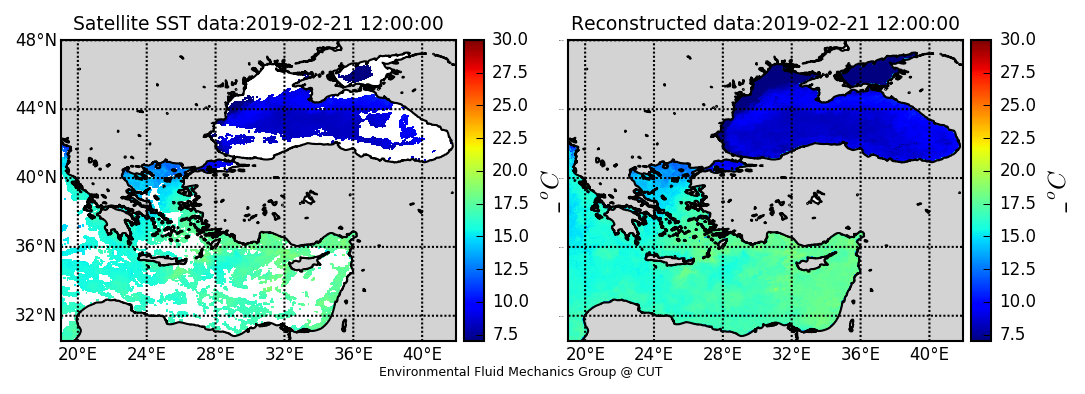 Satellite SST data:2019-02-21 12:00:00
48°N
44°N
40°N
36°N
32°N
20°E 24°E 28°E 32°E 36°E 40°E
30.0
27.5
25.0
22.5
20.0
17.5
15.0
12.5
10.0
7.5
_°C
Reconstructed data:2019-02-21 12:00:00
20°E 24°E 28°E 32°E 36°E 40°E
30.0
27.5
25.0
22.5
20.0
17.5
15.0
12.5
10.0
7.5
_°C
Environmental Fluid Mechanics Group @ CUT